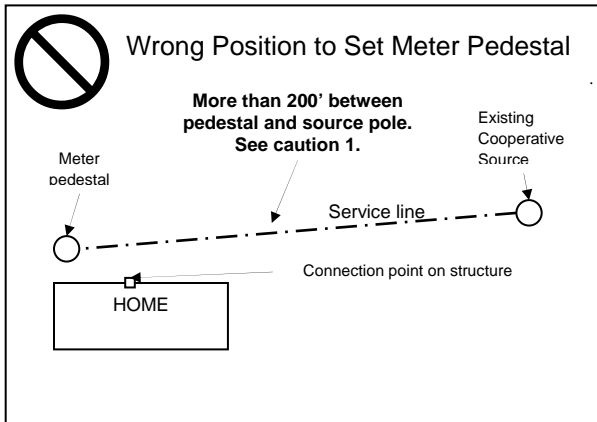 Wrong Position to Set Meter Pedestal
.
More than 200’ between
pedestal and source pole.
See caution 1.
Existing
Cooperative
Source
Meter
pedestal
Service line
Connection point on structure
HOME